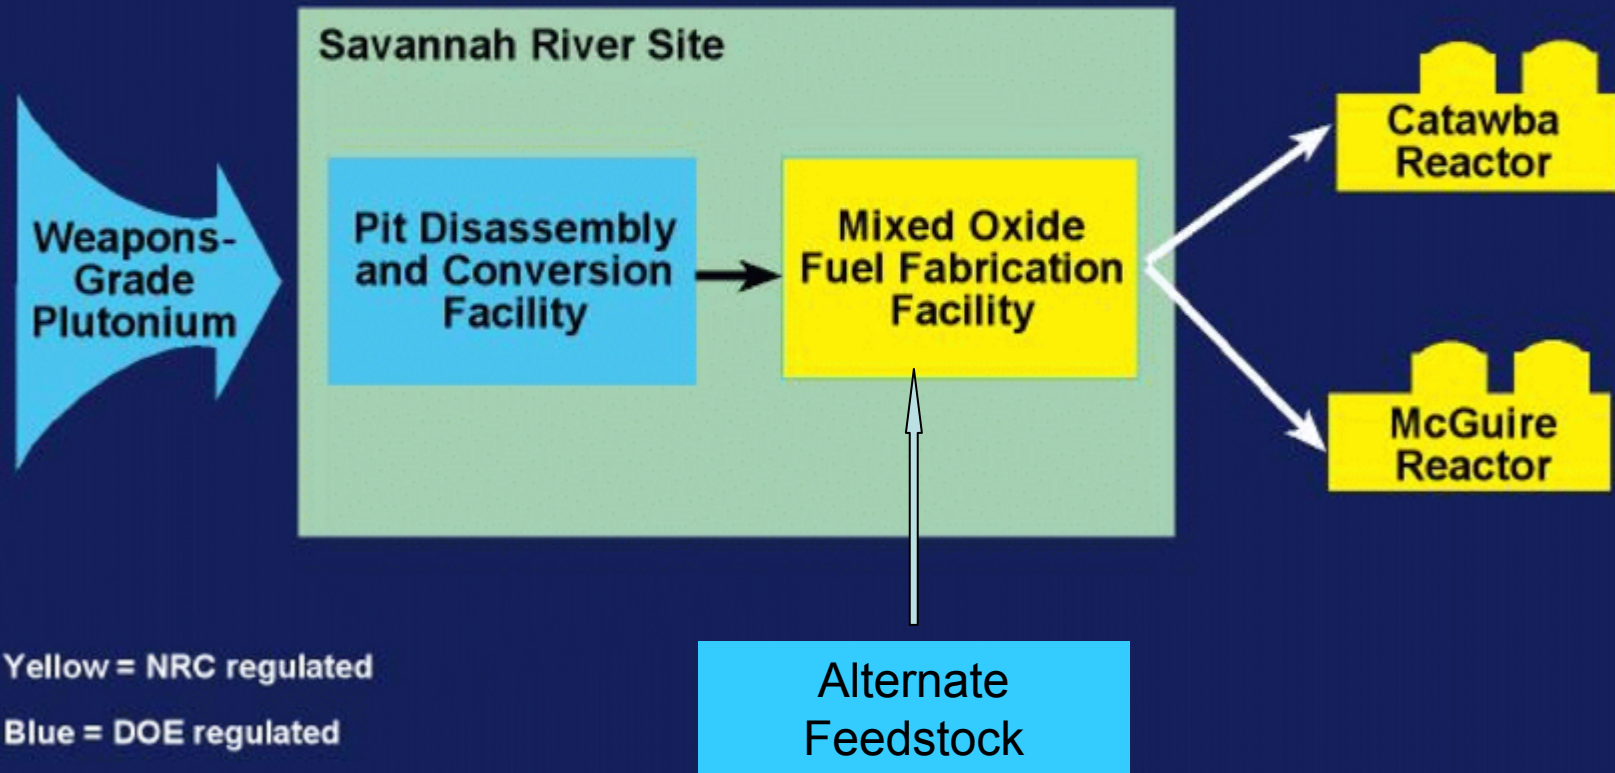 Savannah River Site
Weapons-
Grade
Plutonium
Pit Disassembly
and Conversion
Facility
Mixed Oxide
Fuel Fabrication
Facility
Catawba
Reactor
McGuire
Reactor
Yellow = NRC regulated
Blue = DOE regulated
Alternate
Feedstock